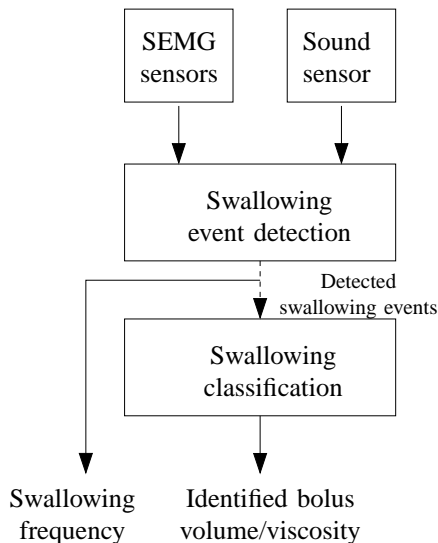 SEMG
sensors
Sound
sensor
Swallowing
event detection
Detected
swallowing events
Swallowing
classification
Swallowing
frequency
Identified bolus
volume/viscosity